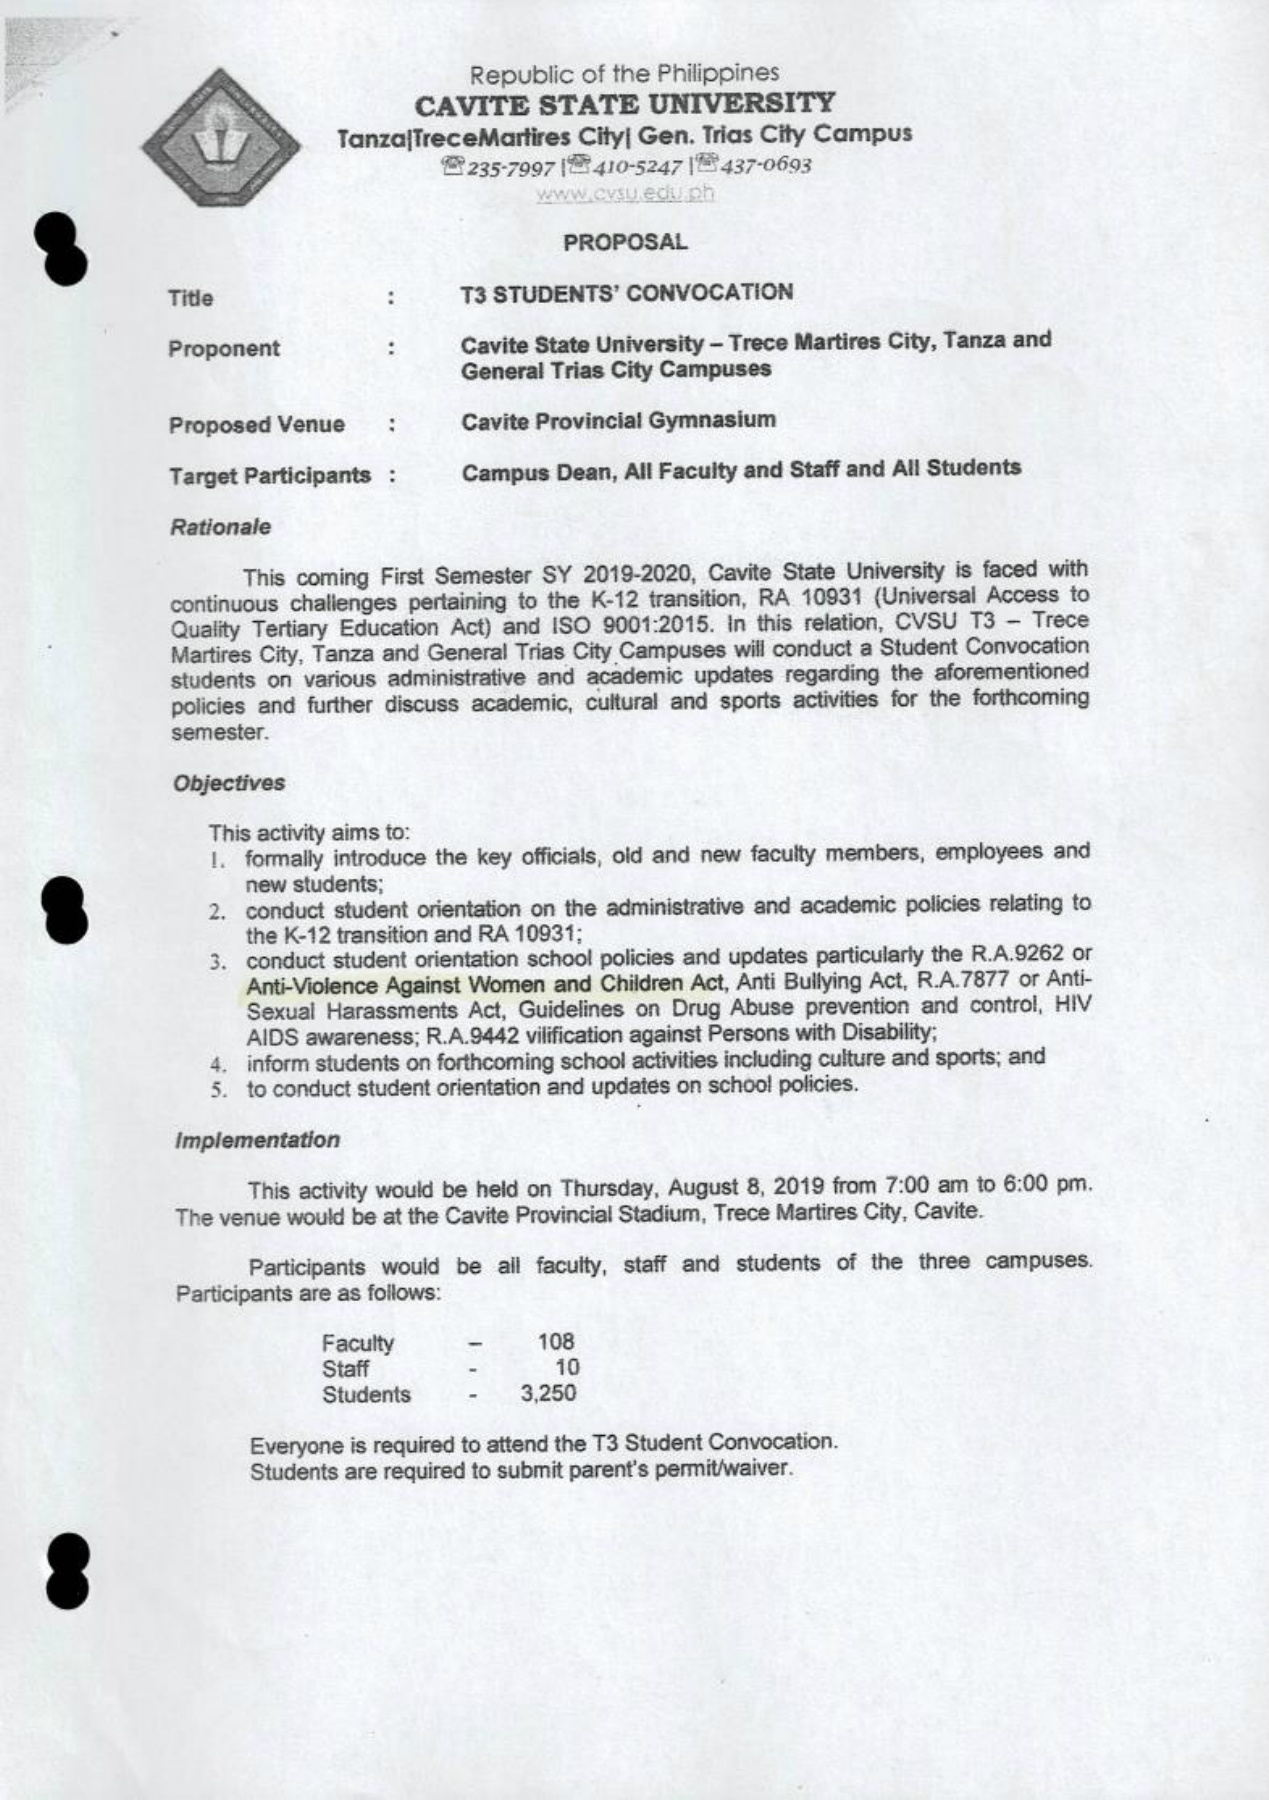 Republic of the Philippines
CAVITE STATE UNIVERSITY
Tanza|TreceMartires City| Gen. Trias City Campus
☎235-7997 |☎410-5247 |☎437-0693
www.cvsu.edu.ph
PROPOSAL
Title : T3 STUDENTS' CONVOCATION
Proponent : Cavite State University – Trece Martires City, Tanza and
General Trias City Campuses
Proposed Venue : Cavite Provincial Gymnasium
Target Participants : Campus Dean, All Faculty and Staff and All Students
Rationale
This coming First Semester SY 2019-2020, Cavite State University is faced with
continuous challenges pertaining to the K-12 transition, RA 10931 (Universal Access to
Quality Tertiary Education Act) and ISO 9001:2015. In this relation, CVSU T3 – Trece
Martires City, Tanza and General Trias City Campuses will conduct a Student Convocation
students on various administrative and academic updates regarding the aforementioned
policies and further discuss academic, cultural and sports activities for the forthcoming
semester.
Objectives
This activity aims to:
1. formally introduce the key officials, old and new faculty members, employees and
new students;
2. conduct student orientation on the administrative and academic policies relating to
the K-12 transition and RA 10931;
3. conduct student orientation school policies and updates particularly the R.A.9262 or
Anti-Violence Against Women and Children Act, Anti Bullying Act, R.A.7877 or Anti-
Sexual Harassments Act, Guidelines on Drug Abuse prevention and control, HIV
AIDS awareness; R.A.9442 vilification against Persons with Disability;
4. inform students on forthcoming school activities including culture and sports; and
5. to conduct student orientation and updates on school policies.
Implementation
This activity would be held on Thursday, August 8, 2019 from 7:00 am to 6:00 pm.
The venue would be at the Cavite Provincial Stadium, Trece Martires City, Cavite.
Participants would be all faculty, staff and students of the three campuses.
Participants are as follows:
Faculty – 108
Staff - 10
Students - 3,250
Everyone is required to attend the T3 Student Convocation.
Students are required to submit parent's permit/waiver.